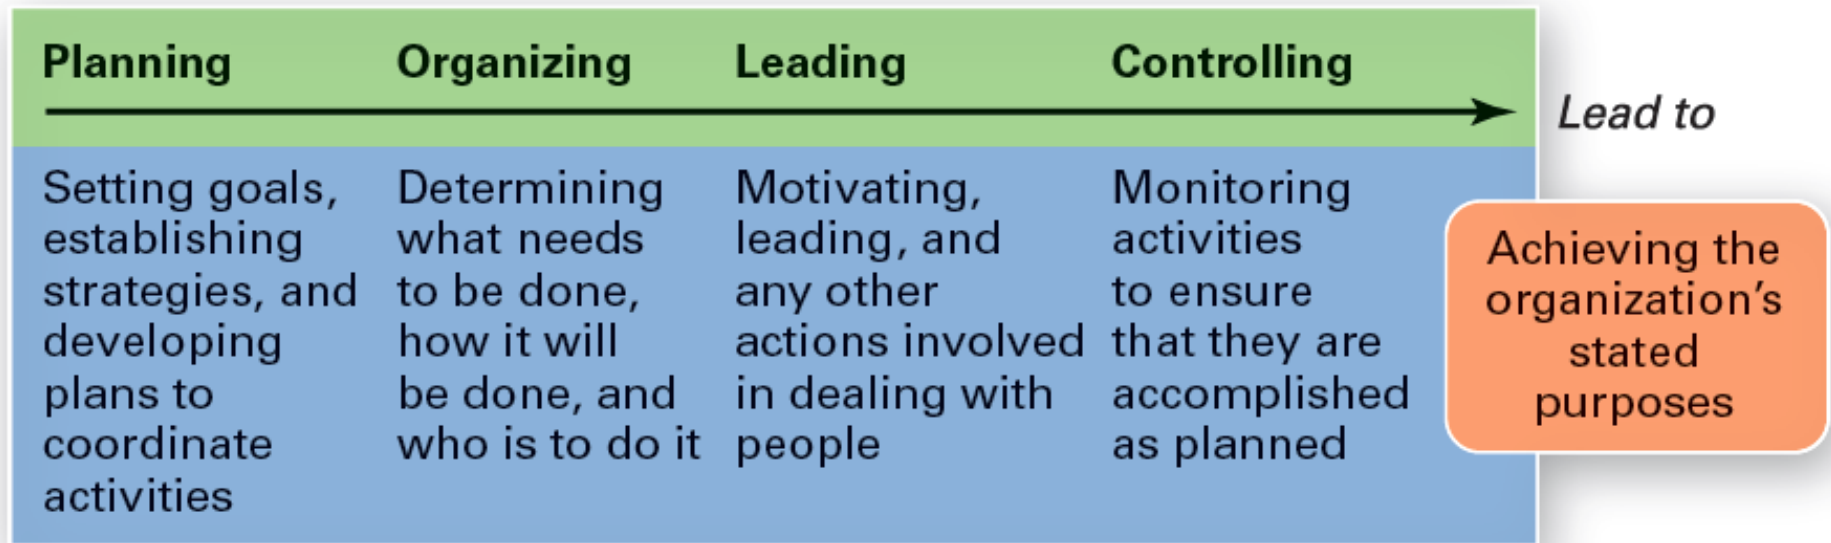 Planning
Organizing
Leading
Controlling
Lead to
Setting goals,
establishing
strategies, and
developing
plans to
coordinate
activities
Determining
what needs
to be done,
how it will
be done, and
who is to do it
Motivating,
leading, and
any other
actions involved
in dealing with
people
Monitoring
activities
to ensure
that they are
accomplished
as planned
Achieving the
organization’s
stated
purposes